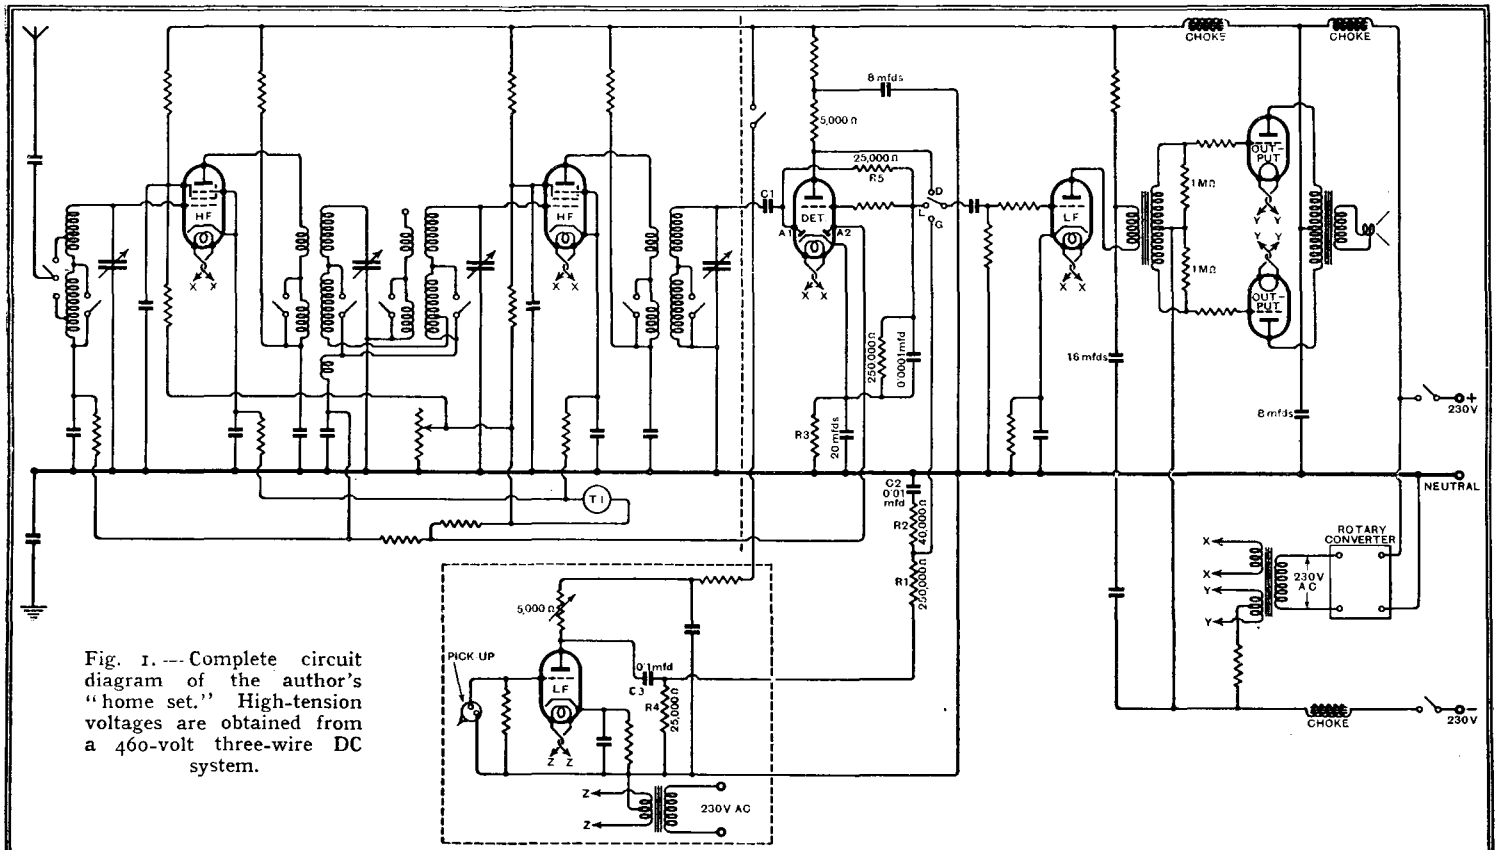 CHOKE
CHOKE
8 mfds
5,000 Ω
25,000 Ω
R5
C1
D
L
G
HF
HF
DET
A1
A2
LF
OUT-
PUT
OUT-
PUT
1 MΩ
1 MΩ
X X
X X
X X
X X
Y Y
Y Y
250,000 Ω
0'0001 mfd
16 mfds
8 mfds
R3
20 mfds
+
230V
NEUTRAL
C2
0'01
mfd
T I
R2
40,000 Ω
R1
250,000 Ω
ROTARY
CONVERTER
X
X
Y
Y
230V
AC
5,000 Ω
PICK-UP
LF
0'1 mfd
C3
R4
25,000 Ω
Z Z
Z
Z
230V AC
CHOKE
−
230V
Fig. 1.—Complete circuit
diagram of the author's
"home set." High-tension
voltages are obtained from
a 460-volt three-wire DC
system.